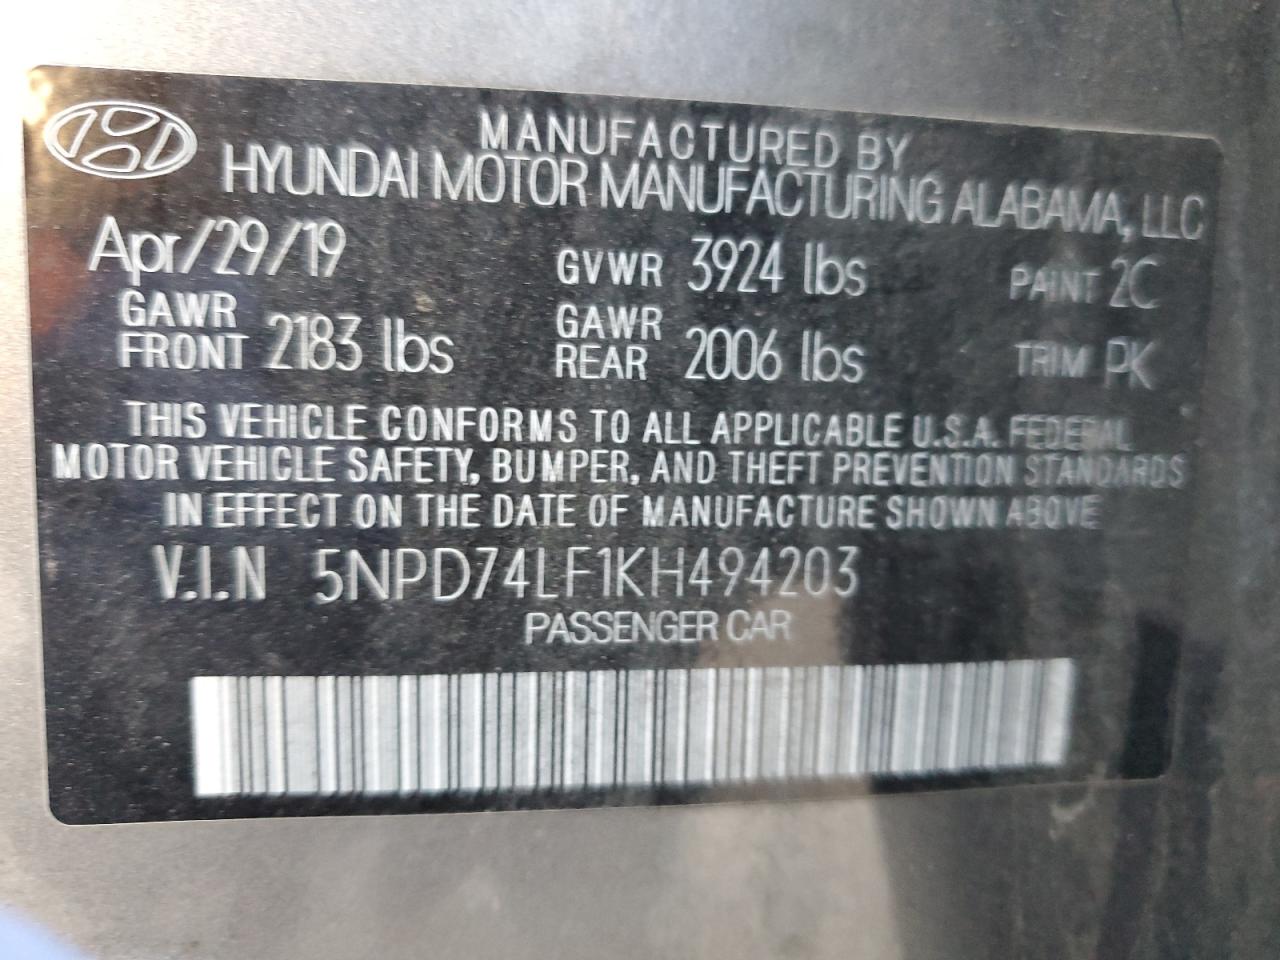 MANUFACTURED BY
HYUNDAI MOTOR MANUFACTURING ALABAMA, LLC
Apr/29/19 GVWR 3924 lbs PAINT 2C
GAWR FRONT 2183 lbs GAWR REAR 2006 lbs TRIM PK
THIS VEHICLE CONFORMS TO ALL APPLICABLE U.S.A. FEDERAL
MOTOR VEHICLE SAFETY, BUMPER, AND THEFT PREVENTION STANDARDS
IN EFFECT ON THE DATE OF MANUFACTURE SHOWN ABOVE
V.I.N 5NPD74LF1KH494203
PASSENGER CAR